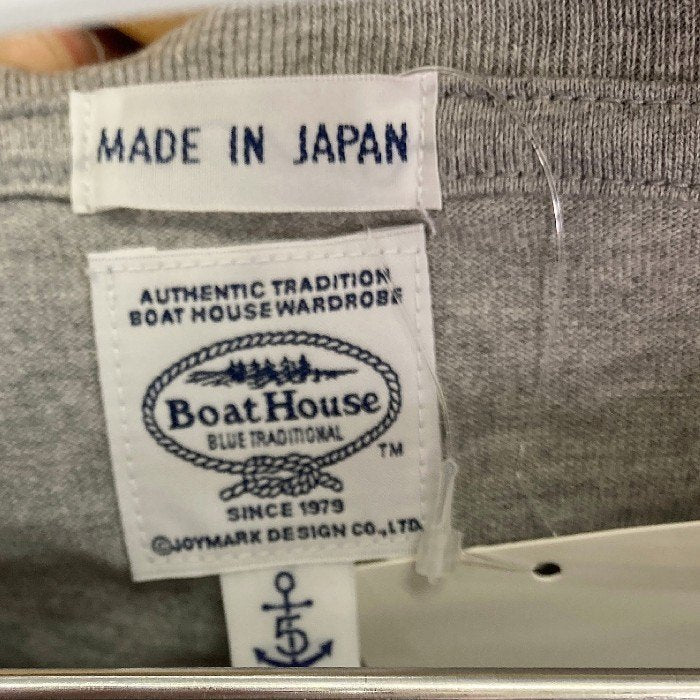 MADE IN JAPAN
AUTHENTIC TRADITION
BOAT HOUSE WARDROBE
BoatHouse
BLUE TRADITIONAL
TM
SINCE 1979
©JOYMARK DESIGN CO.,LTD.
5